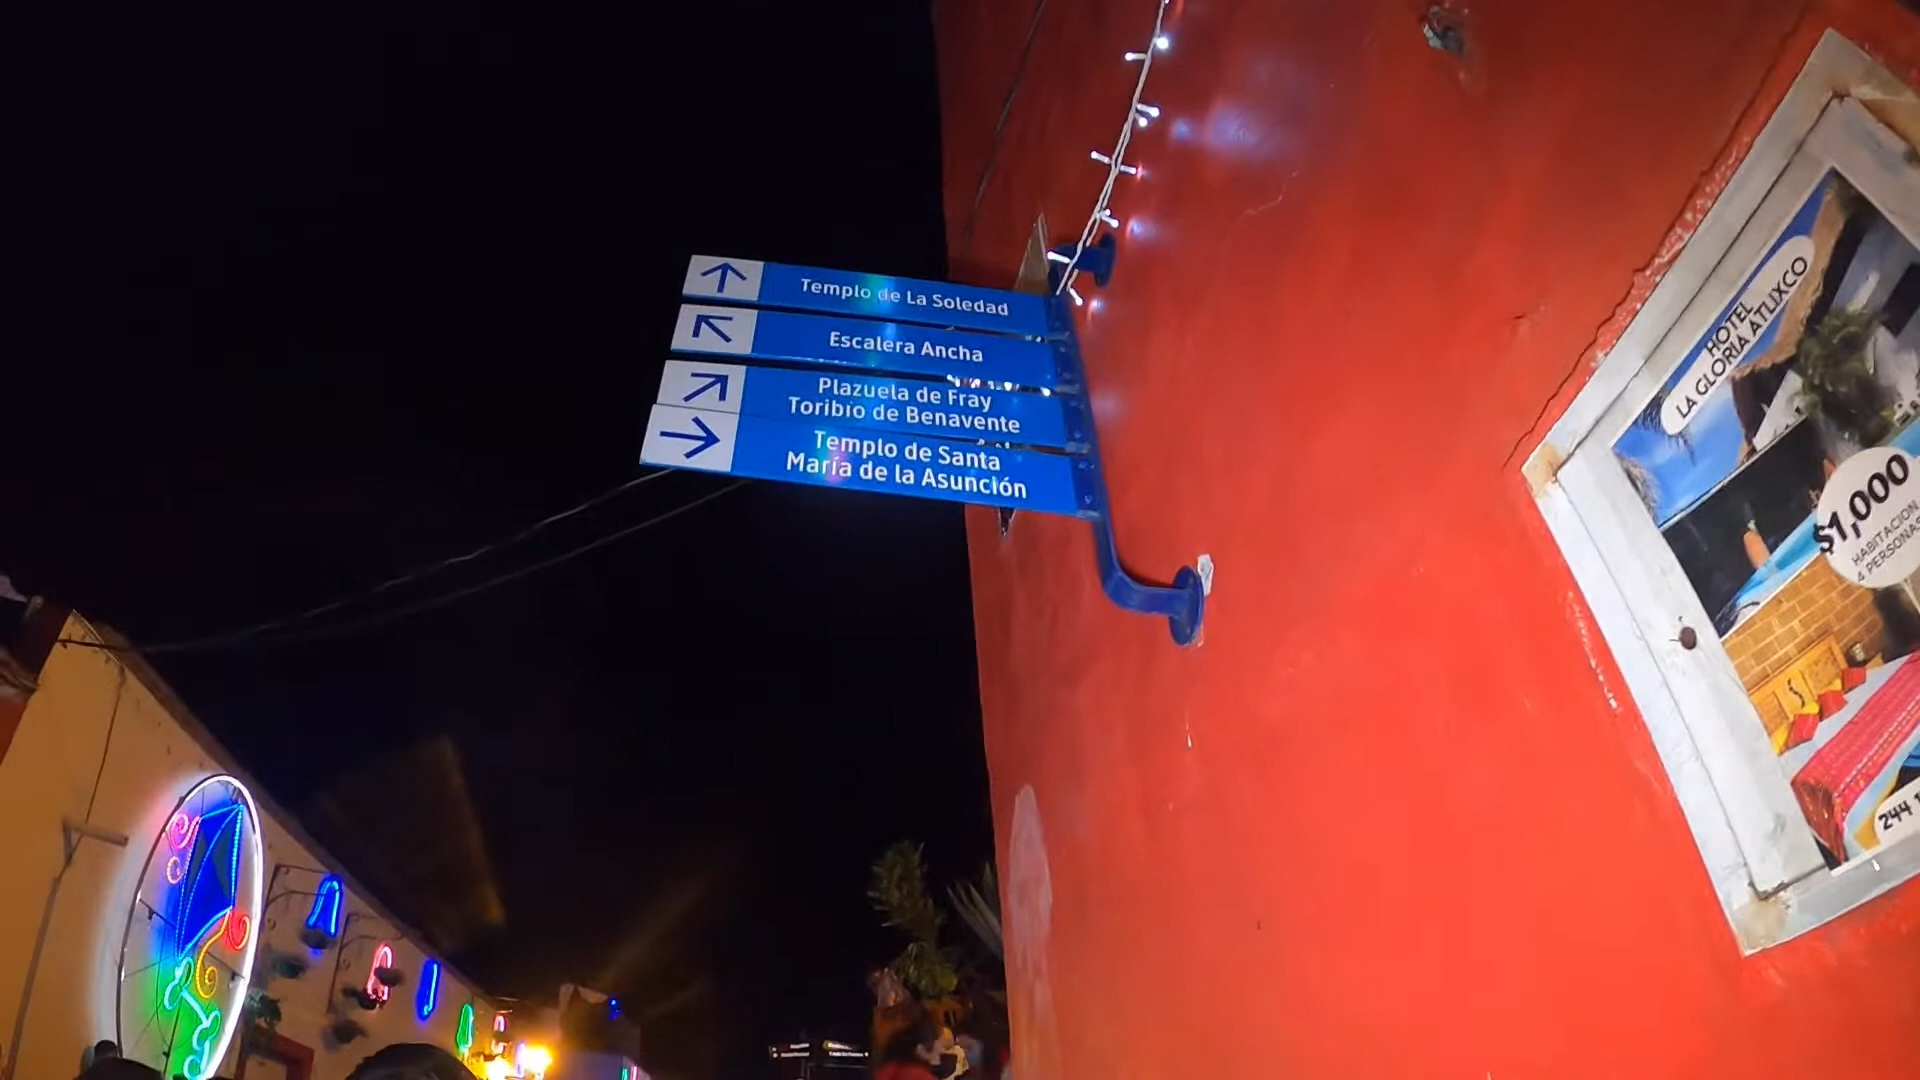 Templo de La Soledad
Escalera Ancha
Plazuela de Fray
Toribio de Benavente
Templo de Santa
María de la Asunción
HOTEL
LA GLORIA ATLIXCO
$1,000
HABITACION
4 PERSONAS
244